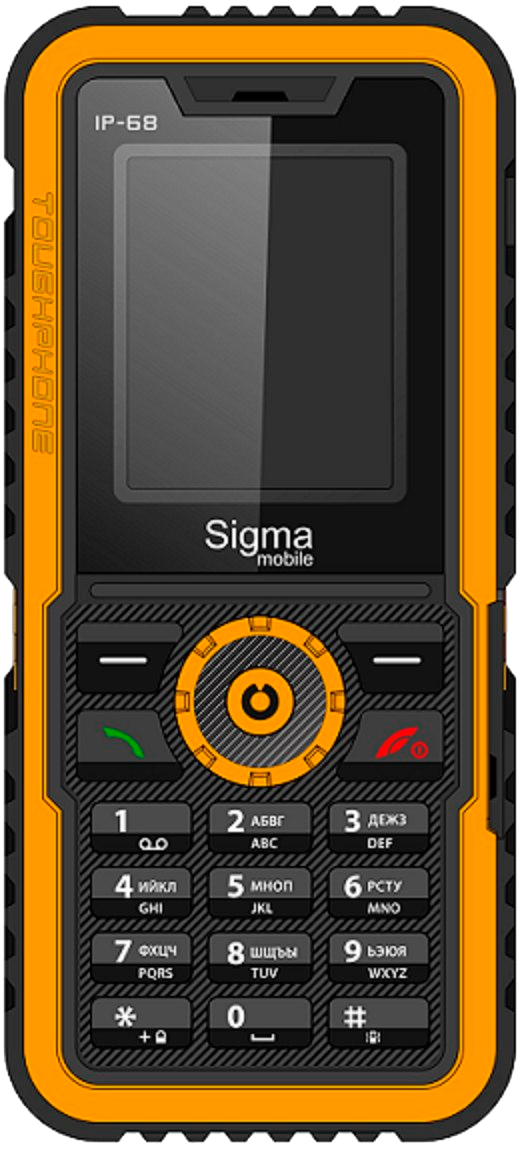 IP-68
TOUGHPHONE
Sigma
mobile
1
2 АБВГ
ABC
3 ДЕЖЗ
DEF
4 ИЙКЛ
GHI
5 МНОП
JKL
6 РСТУ
MNO
7 ФХЦЧ
PQRS
8 ШЩЪЫ
TUV
9 ЬЭЮЯ
WXYZ
*
+
0
#